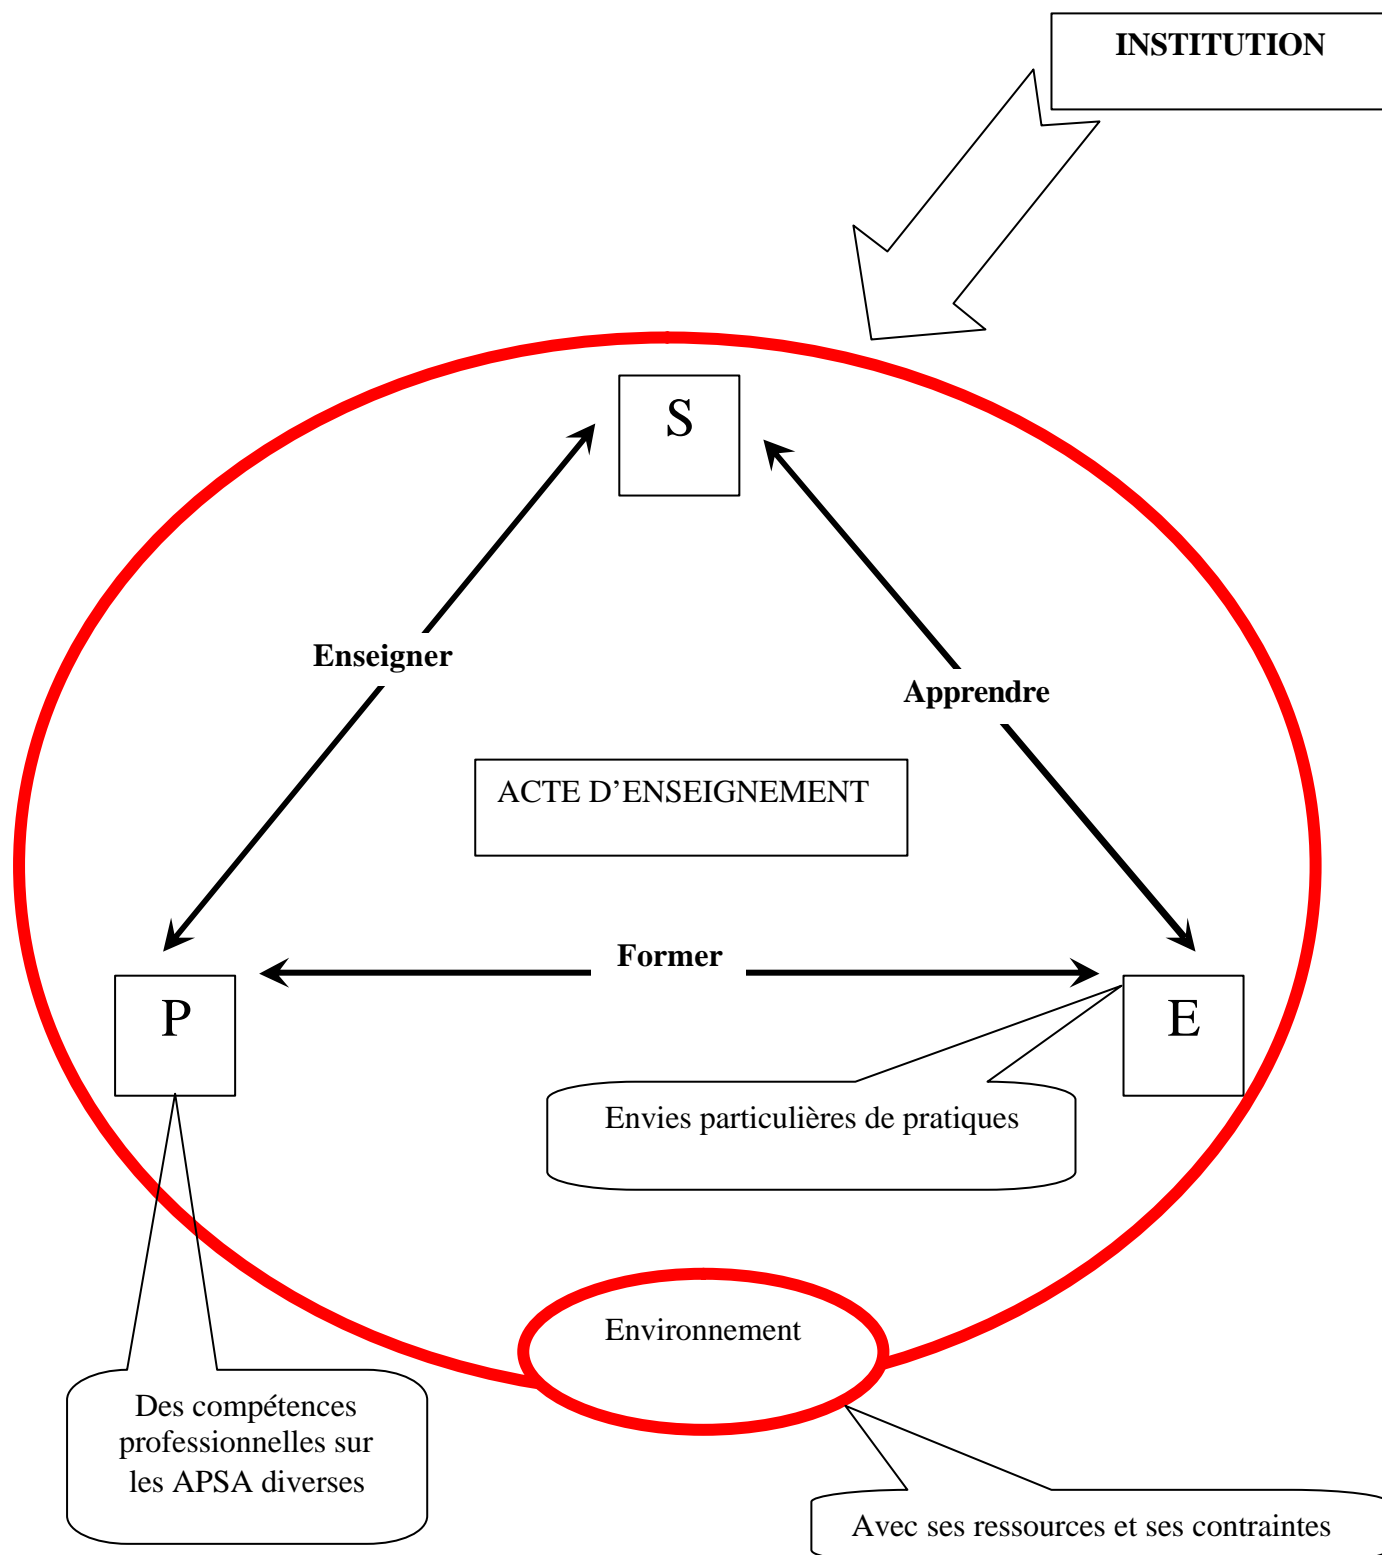 INSTITUTION
S
Enseigner
Apprendre
ACTE D’ENSEIGNEMENT
Former
P
E
Envies particulières de pratiques
Environnement
Des compétences
professionnelles sur
les APSA diverses
Avec ses ressources et ses contraintes